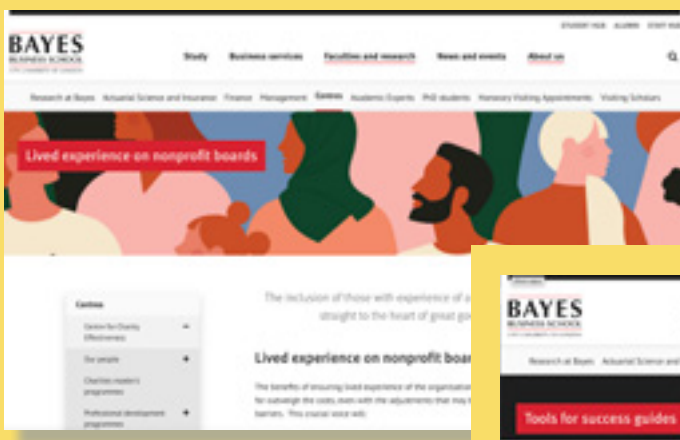 STUDENT HUB ALUMNI STAFF HUB
BAYES
BUSINESS SCHOOL
CITY, UNIVERSITY OF LONDON
Study Business services Faculties and research News and events About us
Research at Bayes Actuarial Science and Insurance Finance Management Centres Academic Experts PhD students Honorary Visiting Appointments Visiting Scholars
Lived experience on nonprofit boards
The inclusion of those with experience of a
straight to the heart of great go
Centres
Centre for Charity
Effectiveness
Our people
Charities master's
programmes
Professional development
programmes
Lived experience on nonprofit boar
The benefits of ensuring lived experience of the organisation
far outweigh the costs, even with the adjustments that may
barriers. This crucial voice will:
BAYES
BUSINESS SCHOOL
Research at Bayes Actuarial Science and
Tools for success guides